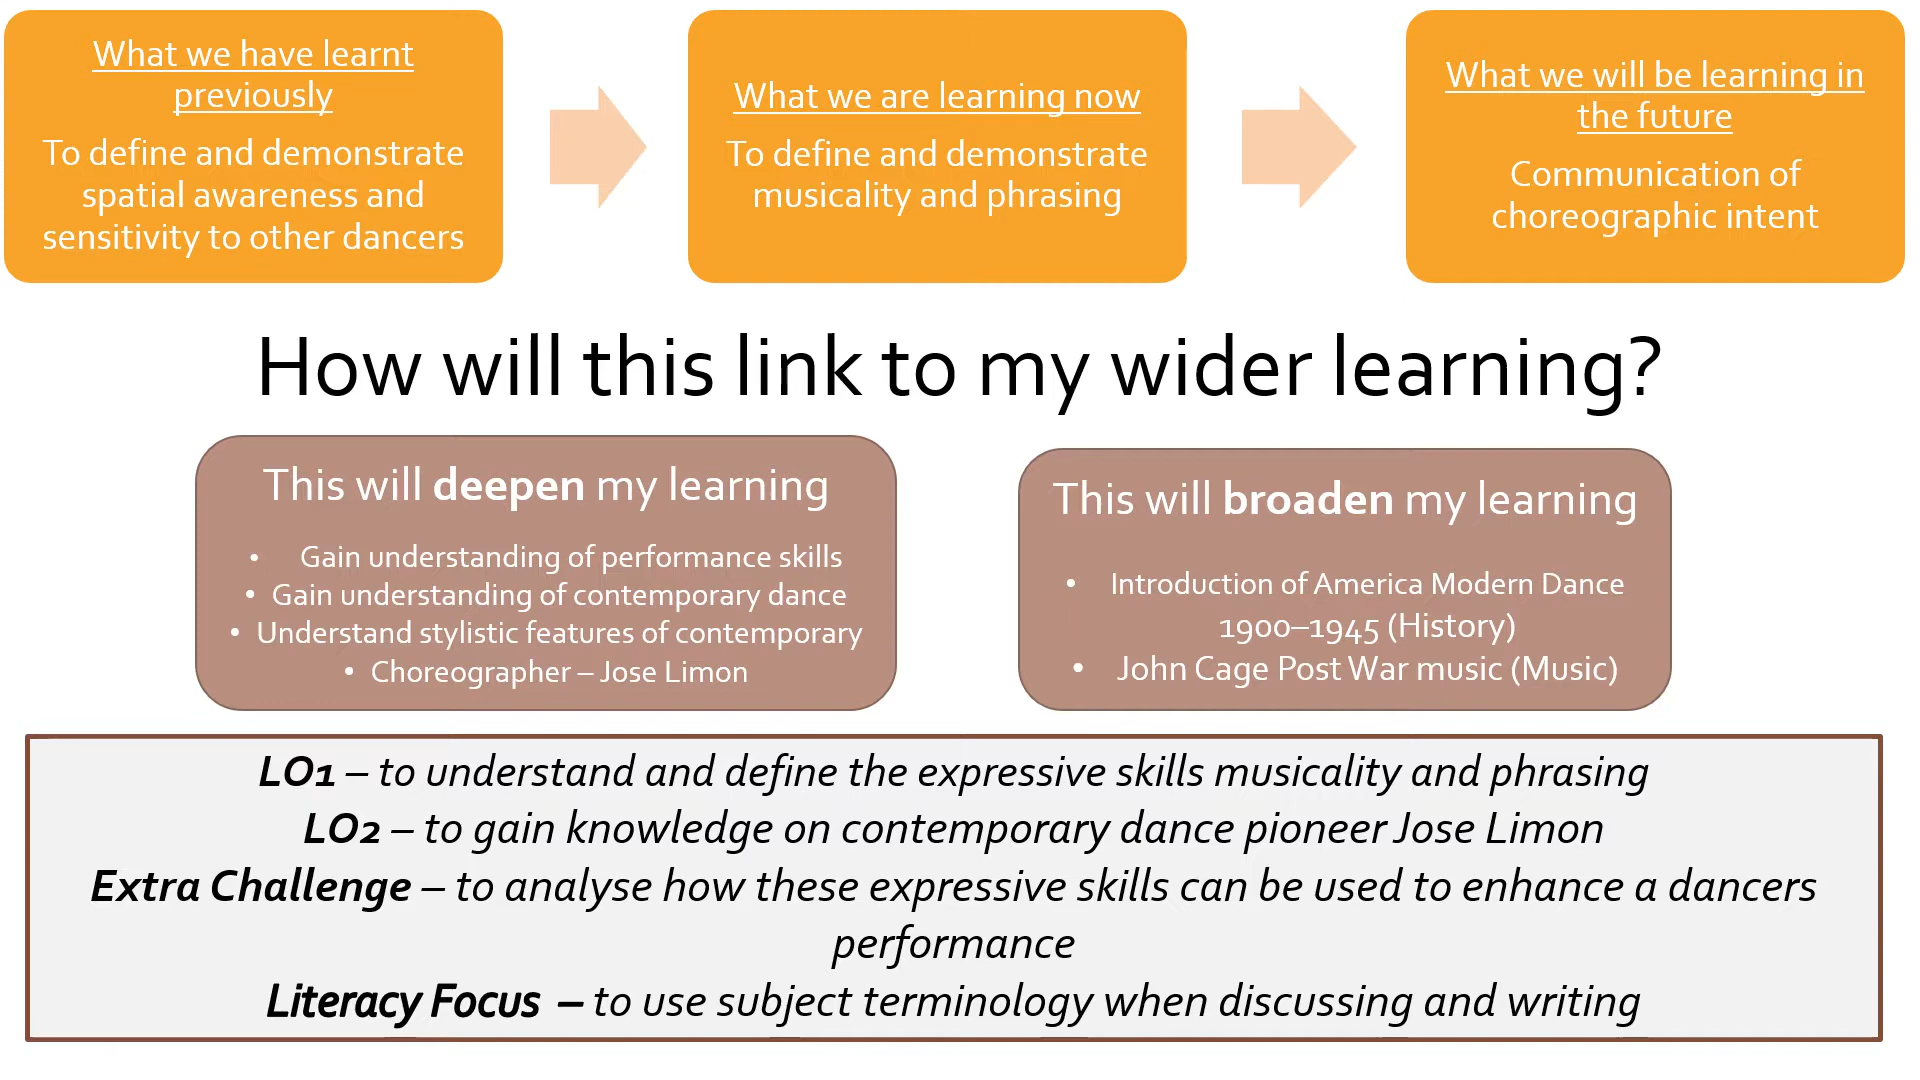 What we have learnt
previously
To define and demonstrate
spatial awareness and
sensitivity to other dancers
What we are learning now
To define and demonstrate
musicality and phrasing
What we will be learning in
the future
Communication of
choreographic intent
How will this link to my wider learning?
This will deepen my learning
• Gain understanding of performance skills
• Gain understanding of contemporary dance
• Understand stylistic features of contemporary
• Choreographer – Jose Limon
This will broaden my learning
• Introduction of America Modern Dance
1900–1945 (History)
• John Cage Post War music (Music)
LO1 – to understand and define the expressive skills musicality and phrasing
LO2 – to gain knowledge on contemporary dance pioneer Jose Limon
Extra Challenge – to analyse how these expressive skills can be used to enhance a dancers
performance
Literacy Focus – to use subject terminology when discussing and writing